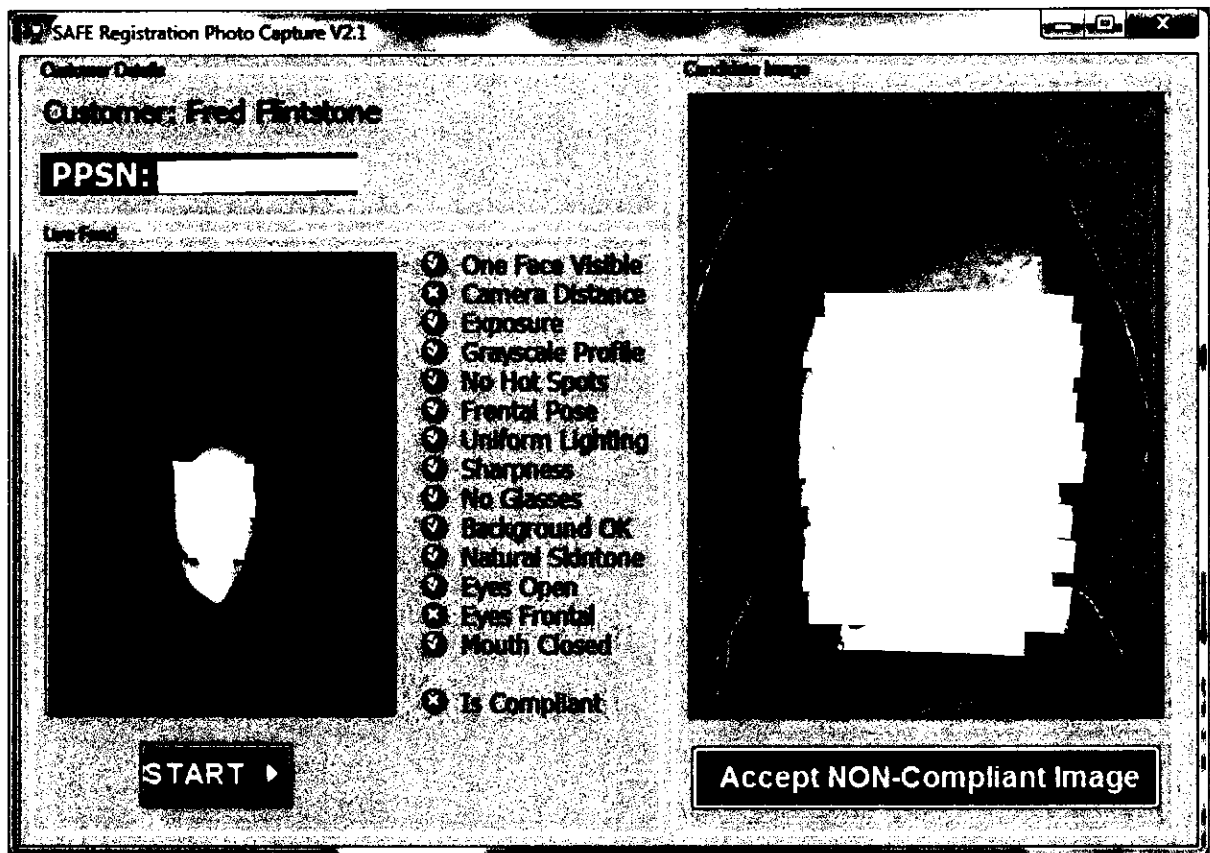 SAFE Registration Photo Capture V2.1
Customer Details
Customer: Fred Flintstone
PPSN:
Live Feed
One Face Visible
Camera Distance
Exposure
Grayscale Profile
No Hot Spots
Frontal Pose
Uniform Lighting
Sharpness
No Glasses
Background OK
Natural Skintone
Eyes Open
Eyes Frontal
Mouth Closed
Is Compliant
START
Candidate Image
Accept NON-Compliant Image